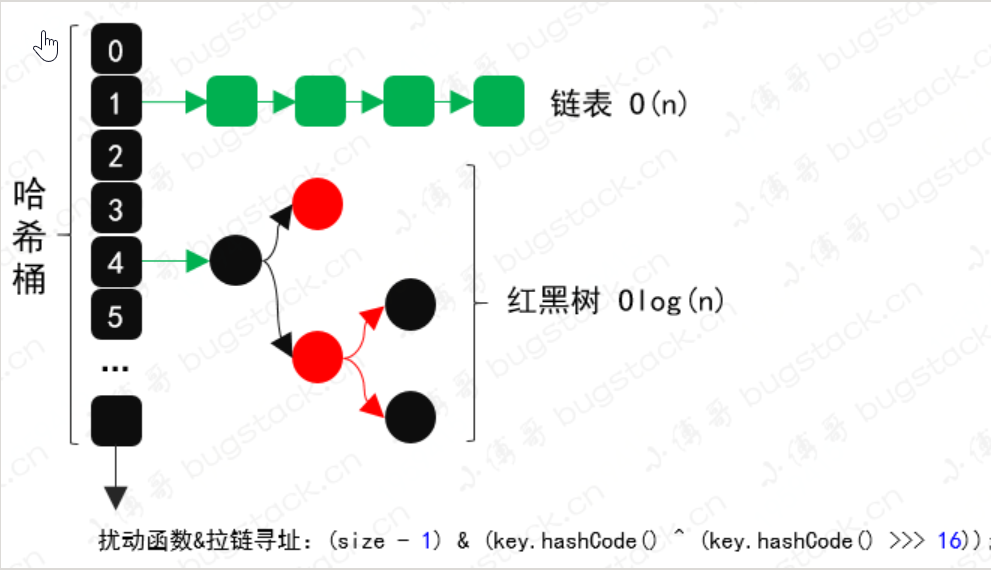 0
1
链表 O(n)
2
3
哈希桶
4
红黑树 Olog(n)
5
...
扰动函数&拉链寻址：(size - 1) & (key.hashCode() ^ (key.hashCode() >>> 16));
小傅哥 bugstack.cn